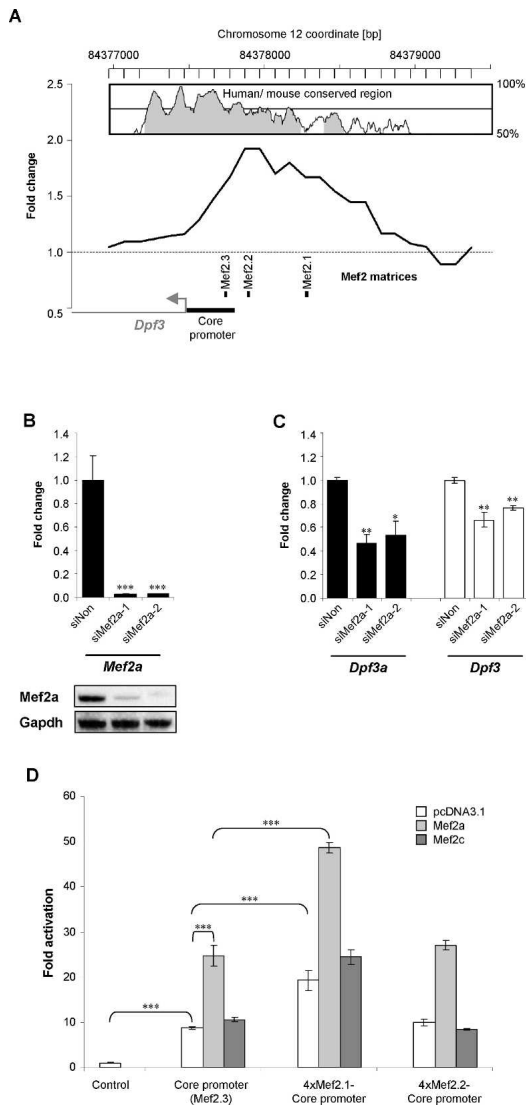 A
Chromosome 12 coordinate [bp]
84377000 84378000 84379000
Human/ mouse conserved region
100%
50%
Fold change
2.5
2.0
1.5
1.0
0.5
Mef2.3
Mef2.2
Mef2.1
Mef2 matrices
Dpf3
Core
promoter
B
Fold change
1.4
1.2
1.0
0.8
0.6
0.4
0.2
0.0
*** ***
siNon
siMef2a-1
siMef2a-2
Mef2a
Mef2a
Gapdh
C
Fold change
1.4
1.2
1.0
0.8
0.6
0.4
0.2
0.0
** *
** **
siNon
siMef2a-1
siMef2a-2
siNon
siMef2a-1
siMef2a-2
Dpf3a Dpf3
D
Fold activation
60
50
40
30
20
10
0
pcDNA3.1
Mef2a
Mef2c
***
***
***
***
Control
Core promoter
(Mef2.3)
4xMef2.1-
Core promoter
4xMef2.2-
Core promoter